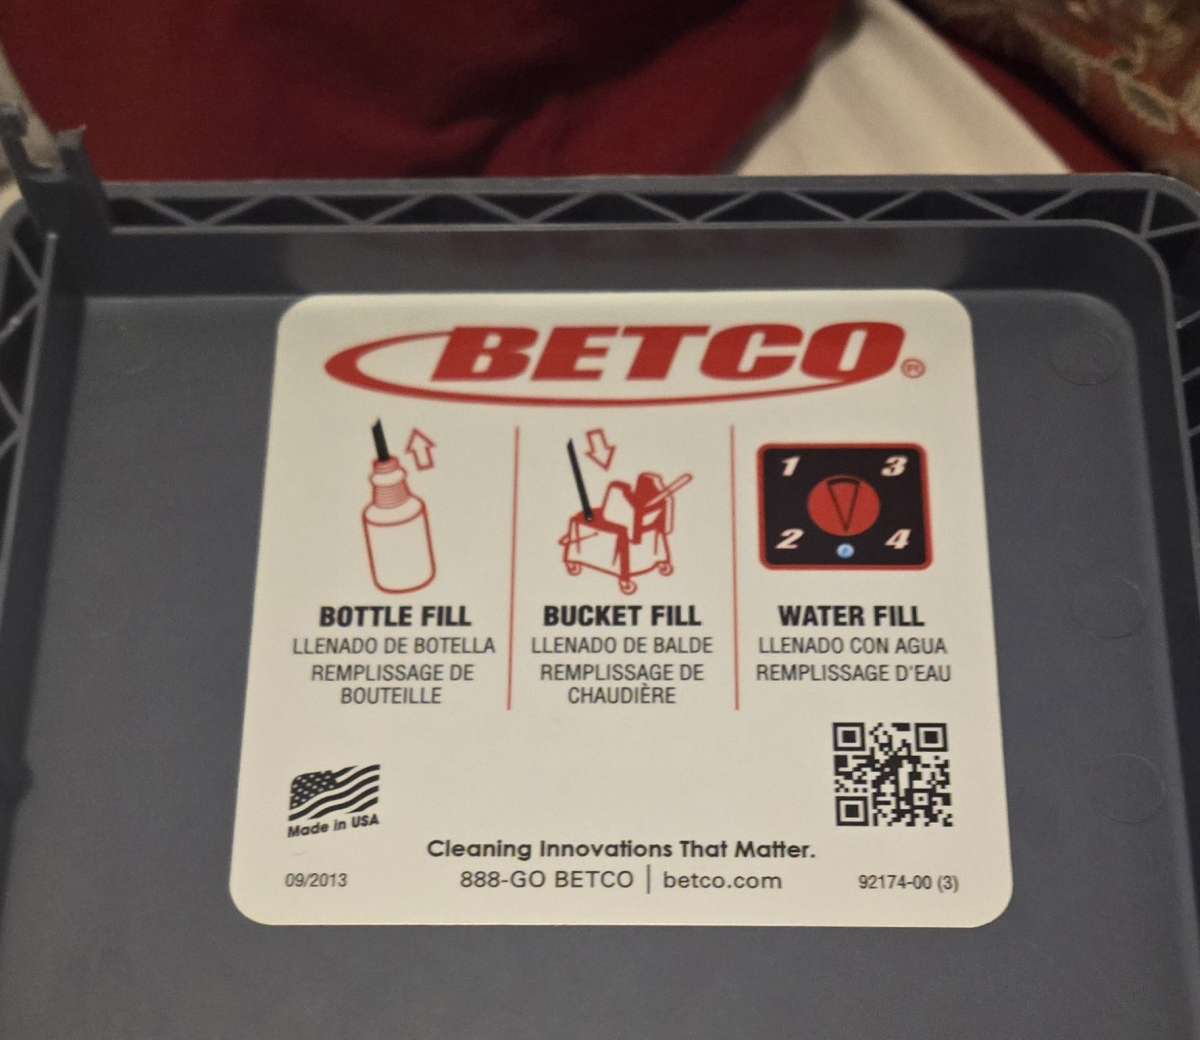 BETCO®
1 3
2 4
BOTTLE FILL
LLENADO DE BOTELLA
REMPLISSAGE DE
BOUTEILLE
BUCKET FILL
LLENADO DE BALDE
REMPLISSAGE DE
CHAUDIÈRE
WATER FILL
LLENADO CON AGUA
REMPLISSAGE D'EAU
Made in USA
Cleaning Innovations That Matter.
09/2013
888-GO BETCO | betco.com
92174-00 (3)